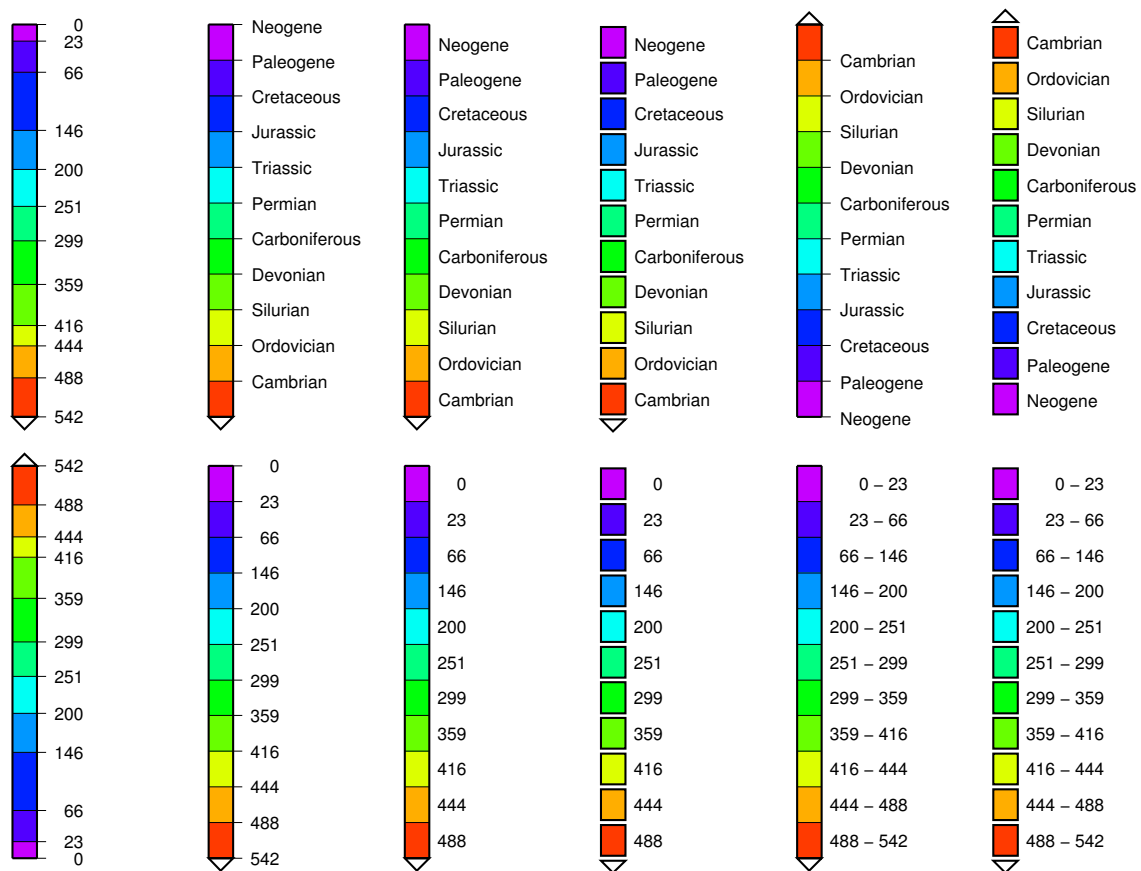 0
23
66
146
200
251
299
359
416
444
488
542
Neogene
Paleogene
Cretaceous
Jurassic
Triassic
Permian
Carboniferous
Devonian
Silurian
Ordovician
Cambrian
Neogene
Paleogene
Cretaceous
Jurassic
Triassic
Permian
Carboniferous
Devonian
Silurian
Ordovician
Cambrian
Neogene
Paleogene
Cretaceous
Jurassic
Triassic
Permian
Carboniferous
Devonian
Silurian
Ordovician
Cambrian
Cambrian
Ordovician
Silurian
Devonian
Carboniferous
Permian
Triassic
Jurassic
Cretaceous
Paleogene
Neogene
Cambrian
Ordovician
Silurian
Devonian
Carboniferous
Permian
Triassic
Jurassic
Cretaceous
Paleogene
Neogene
542
488
444
416
359
299
251
200
146
66
23
0
0
23
66
146
200
251
299
359
416
444
488
542
0
23
66
146
200
251
299
359
416
444
488
0
23
66
146
200
251
299
359
416
444
488
0 – 23
23 – 66
66 – 146
146 – 200
200 – 251
251 – 299
299 – 359
359 – 416
416 – 444
444 – 488
488 – 542
0 – 23
23 – 66
66 – 146
146 – 200
200 – 251
251 – 299
299 – 359
359 – 416
416 – 444
444 – 488
488 – 542